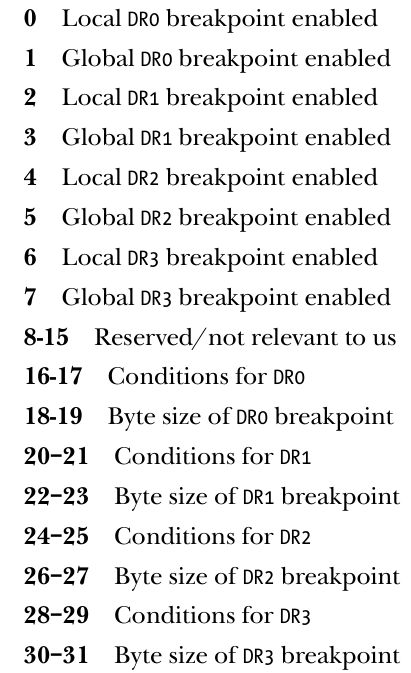 0 Local DR0 breakpoint enabled
1 Global DR0 breakpoint enabled
2 Local DR1 breakpoint enabled
3 Global DR1 breakpoint enabled
4 Local DR2 breakpoint enabled
5 Global DR2 breakpoint enabled
6 Local DR3 breakpoint enabled
7 Global DR3 breakpoint enabled
8-15 Reserved/not relevant to us
16-17 Conditions for DR0
18-19 Byte size of DR0 breakpoint
20–21 Conditions for DR1
22–23 Byte size of DR1 breakpoint
24–25 Conditions for DR2
26–27 Byte size of DR2 breakpoint
28–29 Conditions for DR3
30–31 Byte size of DR3 breakpoint